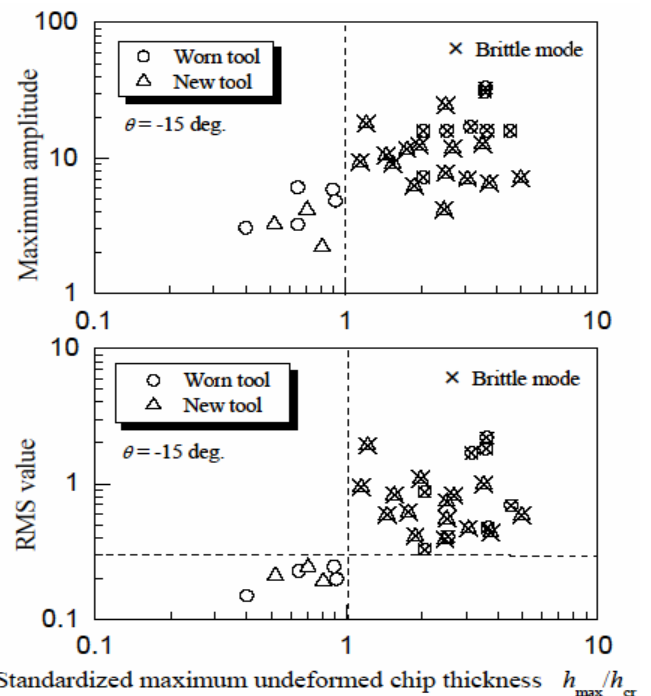 100
Worn tool
× Brittle mode
New tool
θ = -15 deg.
Maximum amplitude
10
1
0.1
1
10
10
Worn tool
× Brittle mode
New tool
θ = -15 deg.
RMS value
1
0.1
0.1
1
10
Standardized maximum undeformed chip thickness hmax/hcr